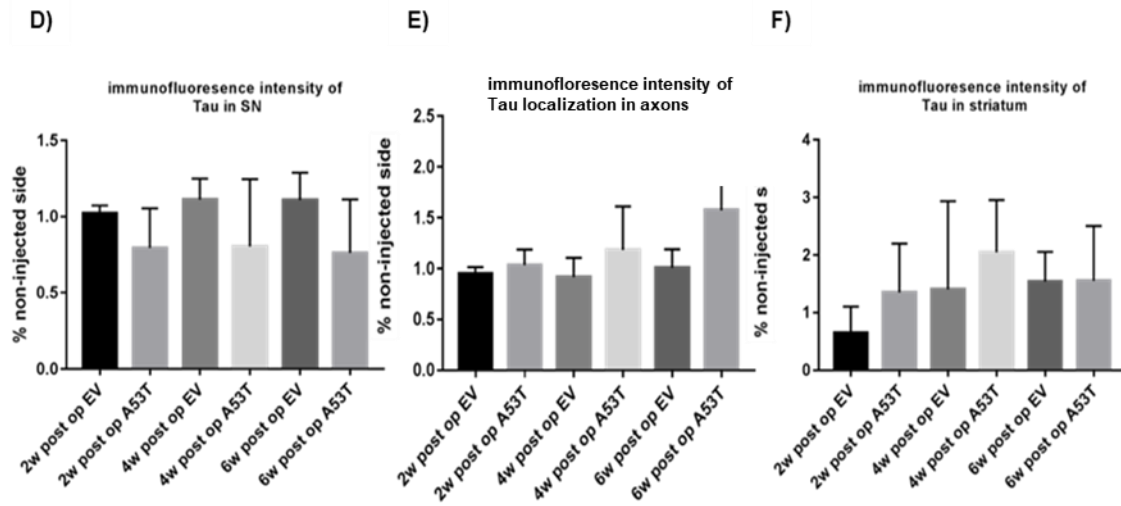 D)
immunofluoresence intensity of
Tau in SN
% non-injected side
1.5
1.0
0.5
0.0
2w post op EV
2w post op A53T
4w post op EV
4w post op A53T
6w post op EV
6w post op A53T
E)
immunofloresence intensity of
Tau localization in axons
% non-injected side
2.5
2.0
1.5
1.0
0.5
0.0
2w post op EV
2w post op A53T
4w post op EV
4w post op A53T
6w post op EV
6w post op A53T
F)
immunofluoresence intensity of
Tau in striatum
% non-injected s
4
3
2
1
0
2w post op EV
2w post op A53T
4w post op EV
4w post op A53T
6w post op EV
6w post op A53T